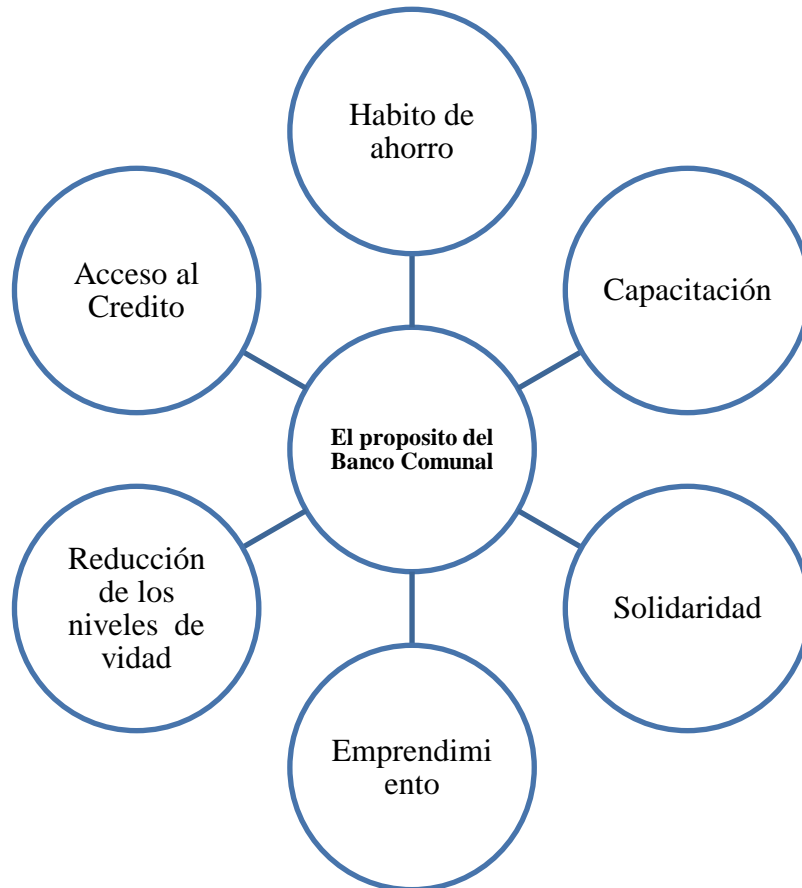 Habito de
ahorro
Capacitación
Solidaridad
Emprendimi
ento
Reducción
de los
niveles de
vidad
Acceso al
Credito
El proposito del
Banco Comunal